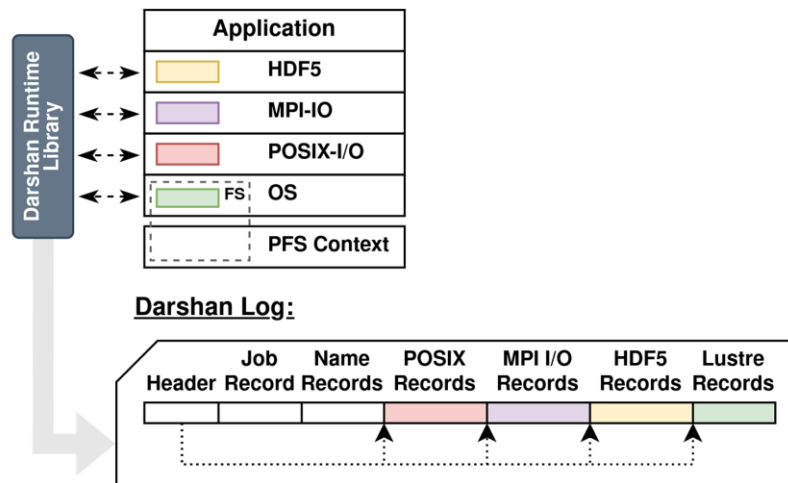 Darshan Runtime
Library
Application
HDF5
MPI-IO
POSIX-I/O
FS OS
PFS Context
Darshan Log:
Header
Job
Record
Name
Records
POSIX
Records
MPI I/O
Records
HDF5
Records
Lustre
Records